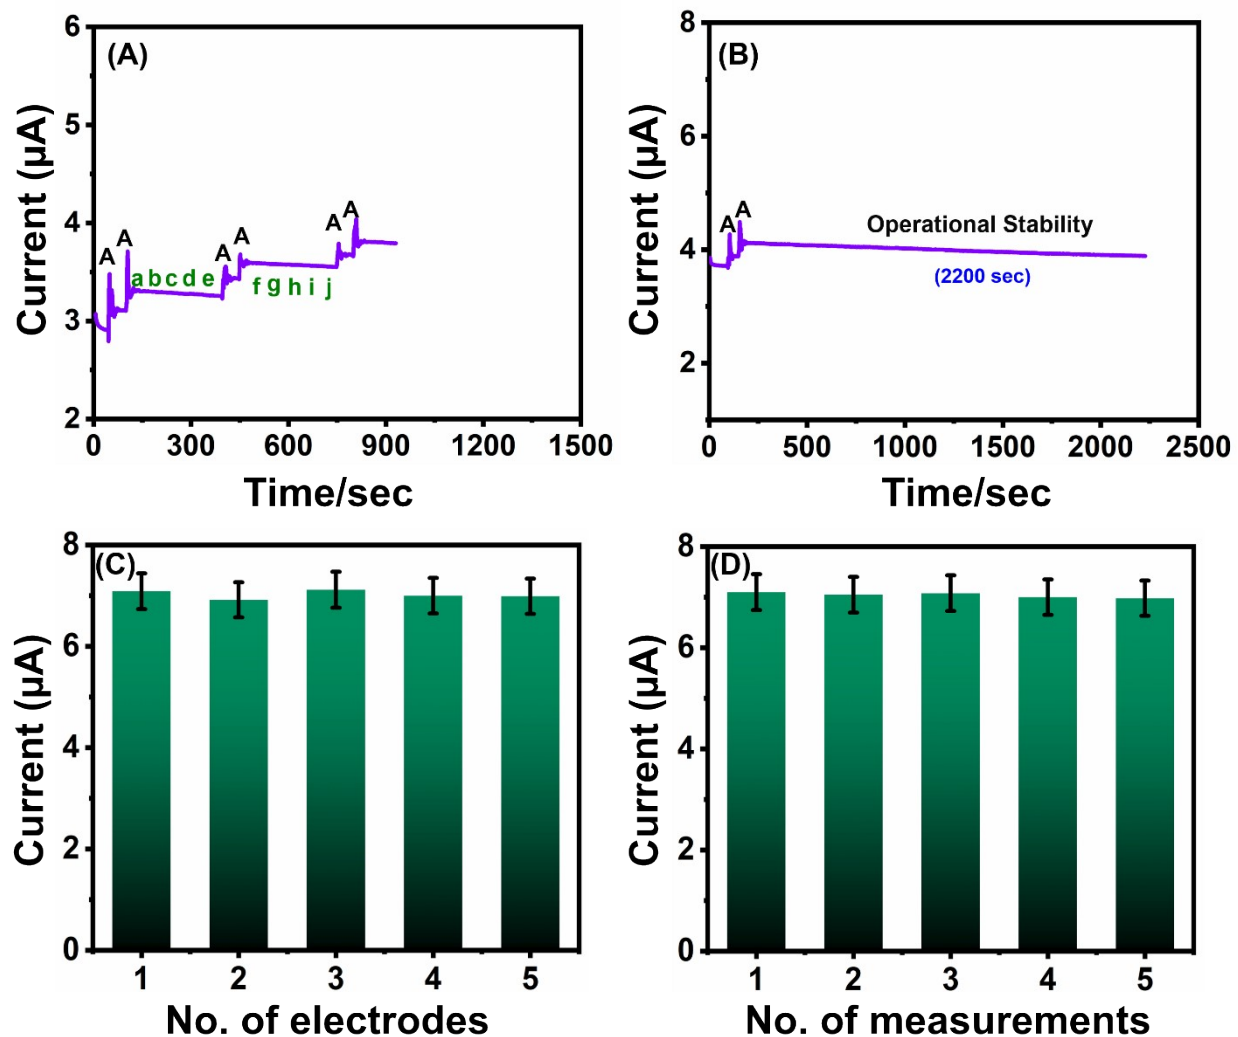 (A)
Current (µA)
6
5
4
3
2
A
A
a b c d e
A
A
f g h i j
A
A
0 300 600 900 1200 1500
Time/sec
(B)
Current (µA)
8
6
4
2
A
A
Operational Stability
(2200 sec)
0 500 1000 1500 2000 2500
Time/sec
(C)
Current (µA)
8
6
4
2
0
1 2 3 4 5
No. of electrodes
(D)
Current (µA)
8
6
4
2
0
1 2 3 4 5
No. of measurements